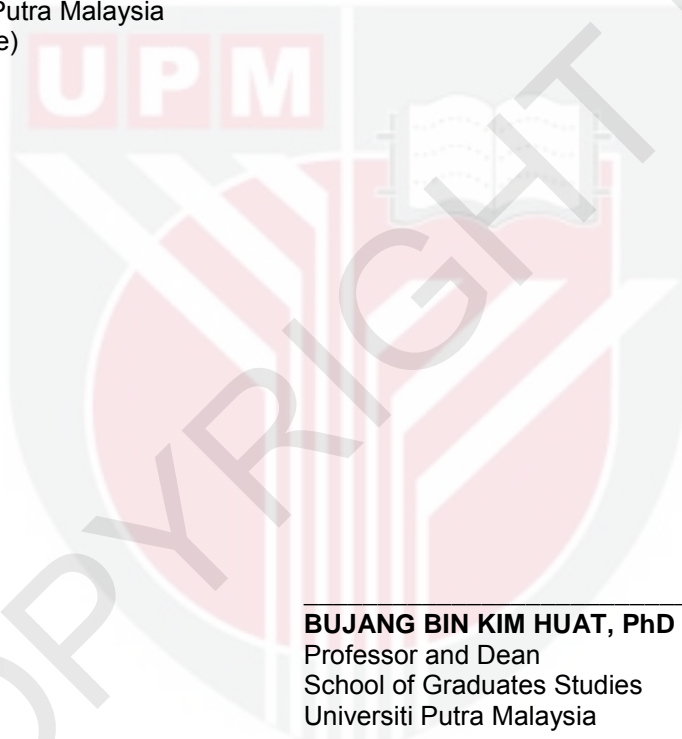 Putra Malaysia
e)
UPM
COPYRIGHT
BUJANG BIN KIM HUAT, PhD
Professor and Dean
School of Graduates Studies
Universiti Putra Malaysia